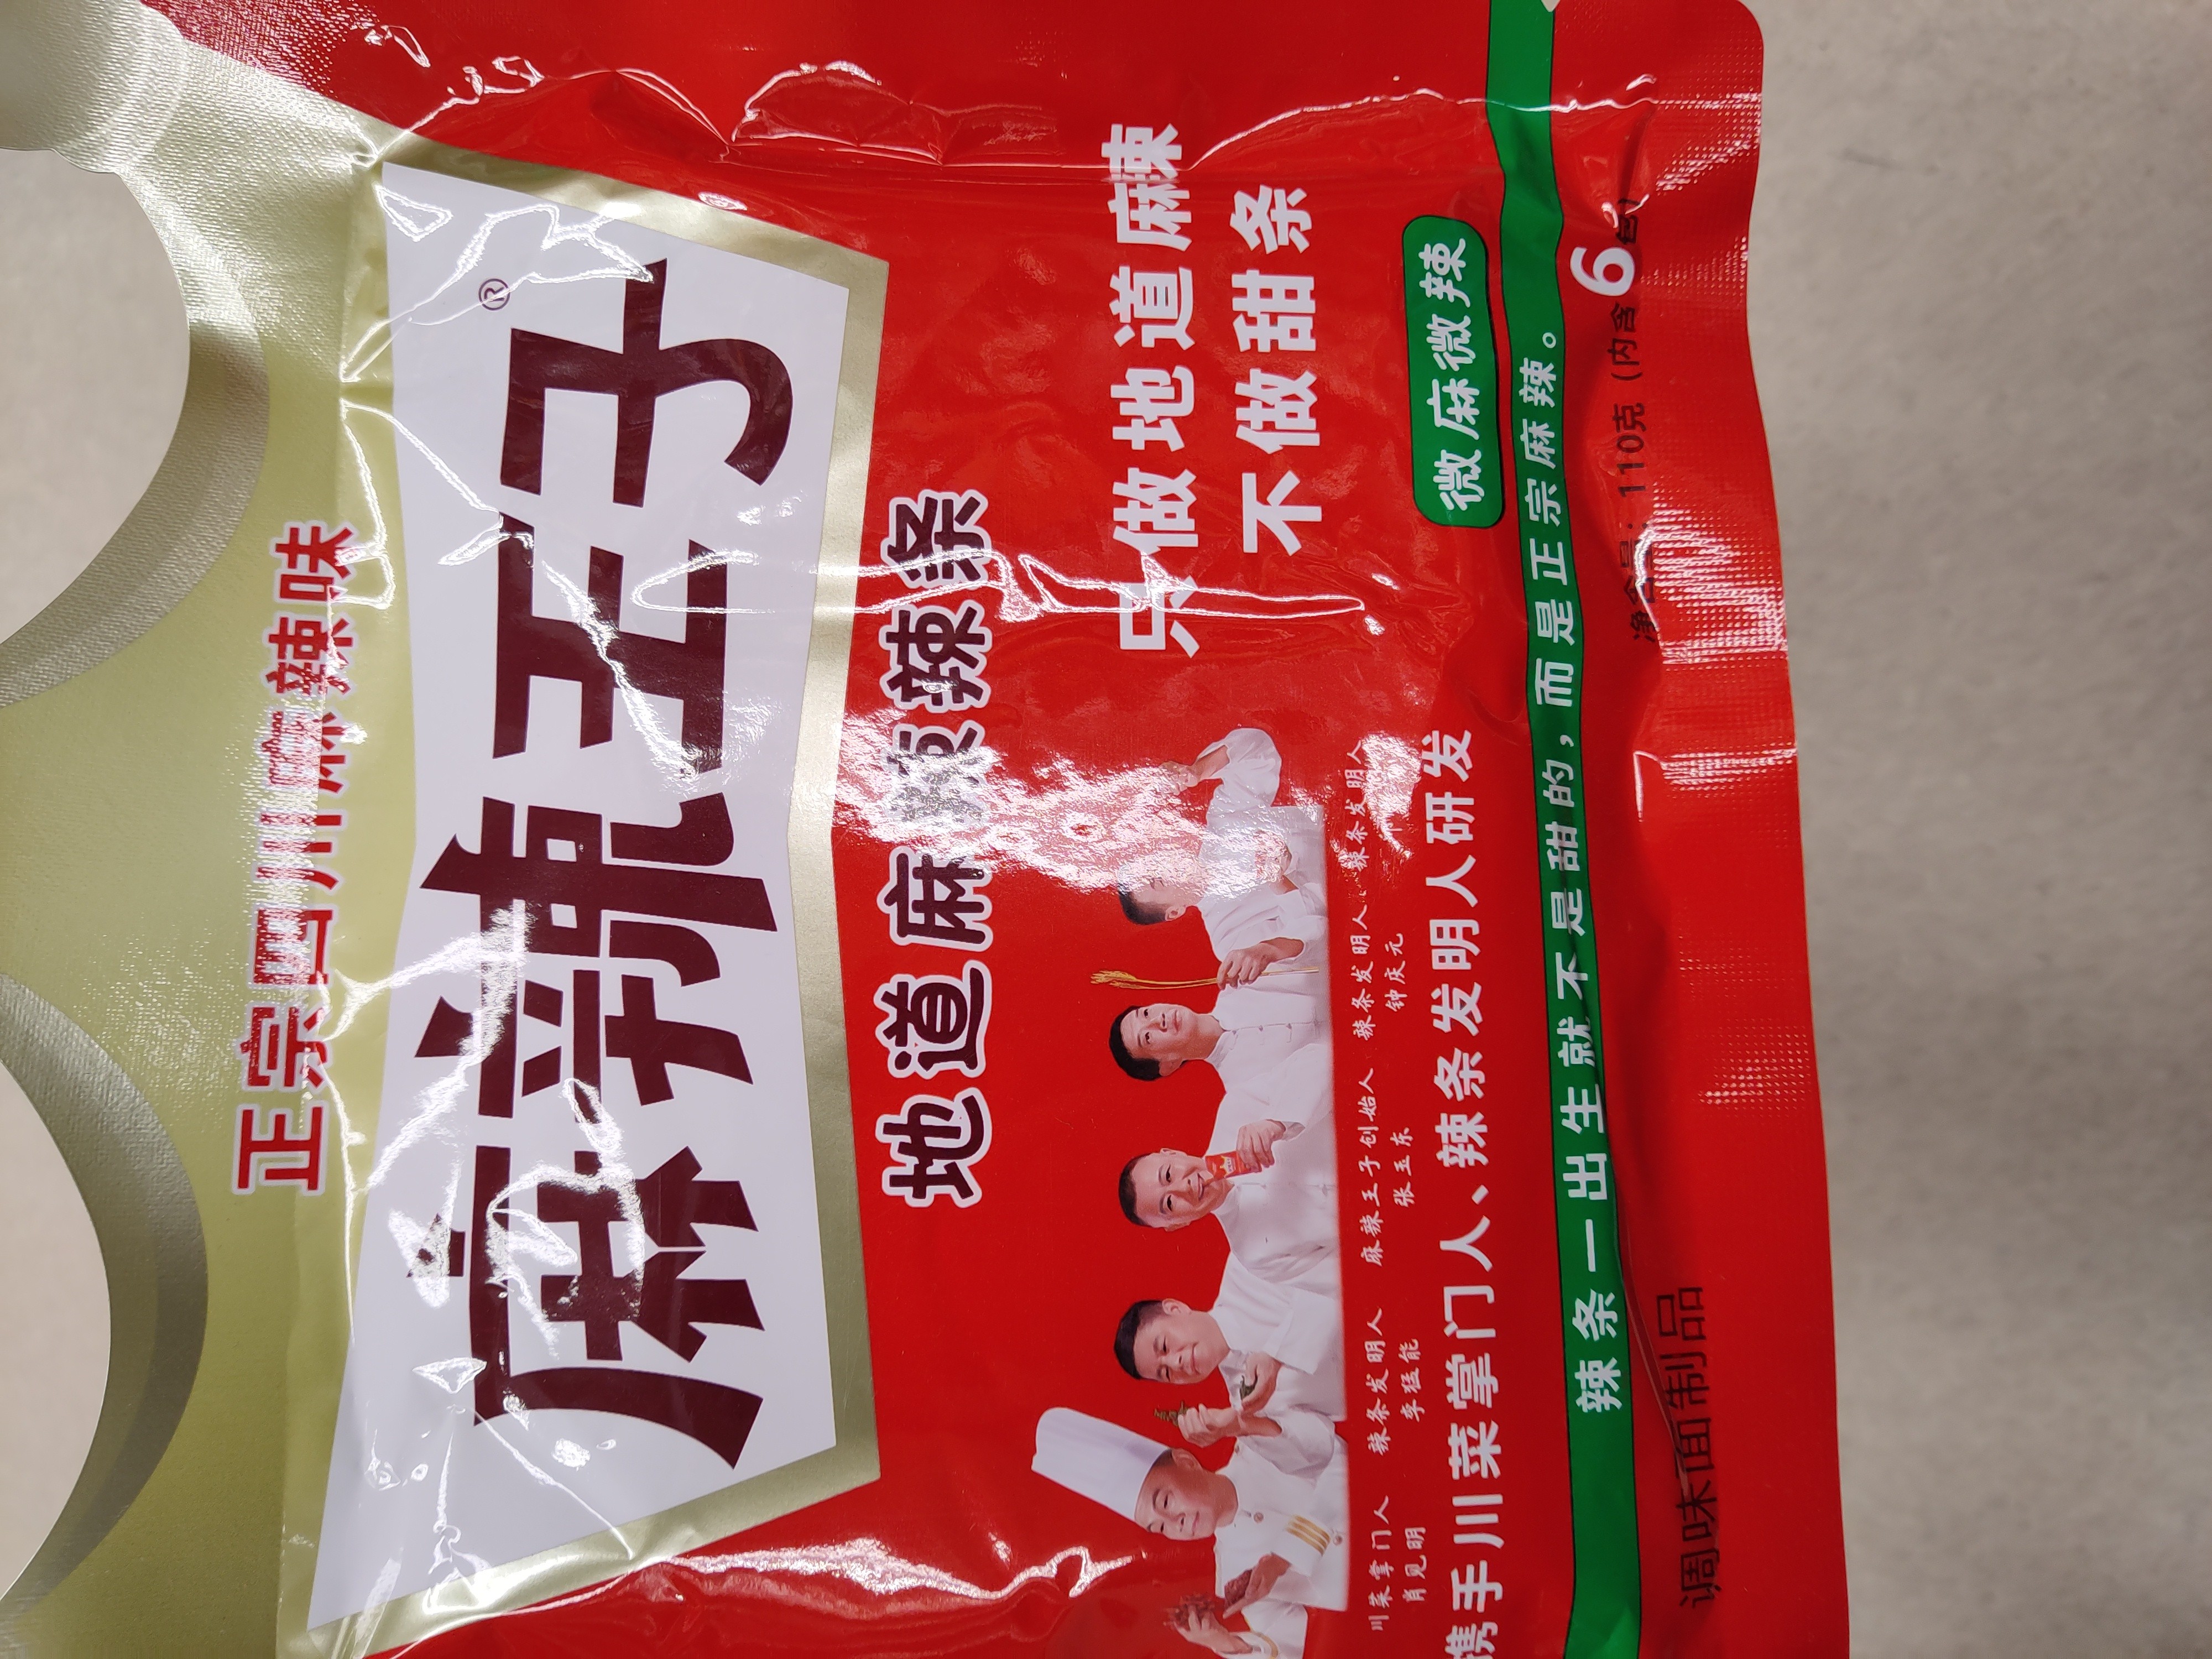 正宗四川麻辣味
麻辣王子®
地道麻辣辣条
只做地道麻辣
不做甜条
川菜掌门人 辣条发明人 麻辣王子创始人 辣条发明人 辣条发明人
肖见明 李猛能 张玉东 钟庆元
微麻微辣
携手川菜掌门人、辣条发明人研发
辣条一出生就不是甜的，而是正宗麻辣。
调味面制品
净含量：110克（内含6包）